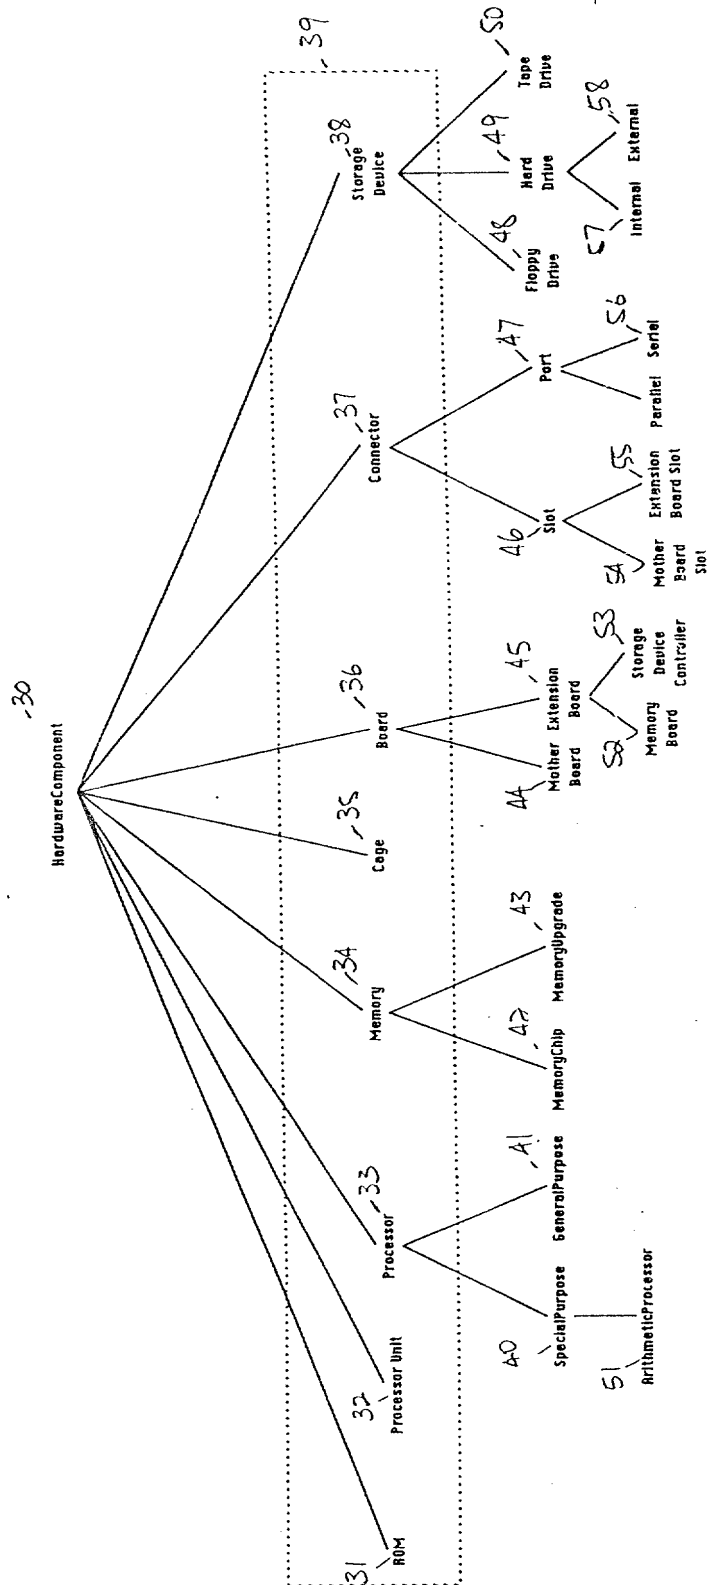 HardwareComponent 30
39
31 ROM
32 Processor Unit
Processor 33
Memory 34
Cage 35
Board 36
Connector 37
Storage
Device 38
40 SpecialPurpose
GeneralPurpose 41
MemoryChip 42
MemoryUpgrade 43
44 Mother
Board
Extension
Board 45
46 Slot
Port 47
Floppy
Drive 48
Hard
Drive 49
Tape
Drive 50
51 ArithmeticProcessor
52 Memory
Board
Storage
Device
Controller 53
54 Mother
Board
Slot
Extension
Board Slot 55
Parallel
Serial 56
57 Internal
External 58